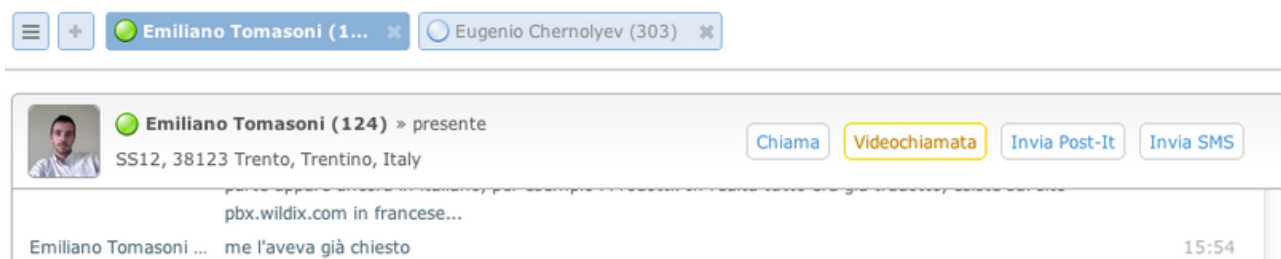 Emiliano Tomasoni (1...
Eugenio Chernolyev (303)
Emiliano Tomasoni (124) » presente
SS12, 38123 Trento, Trentino, Italy
Chiama
Videochiamata
Invia Post-It
Invia SMS
pbx.wildix.com in francese...
Emiliano Tomasoni ... me l'aveva già chiesto 15:54